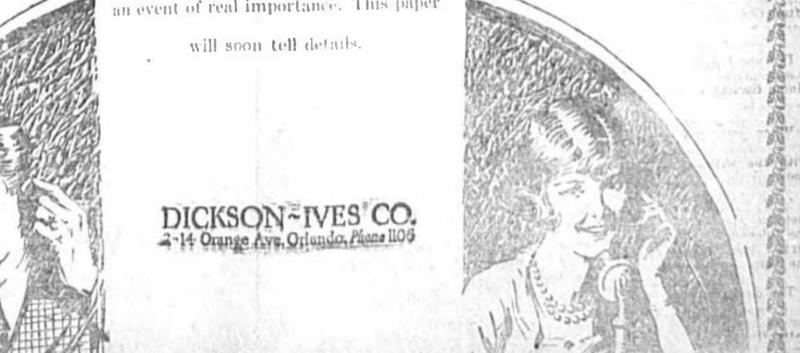 an event of real importance. This paper
will soon tell details.
DICKSON~IVES CO.
2-14 Orange Ave, Orlando, Phone 1105